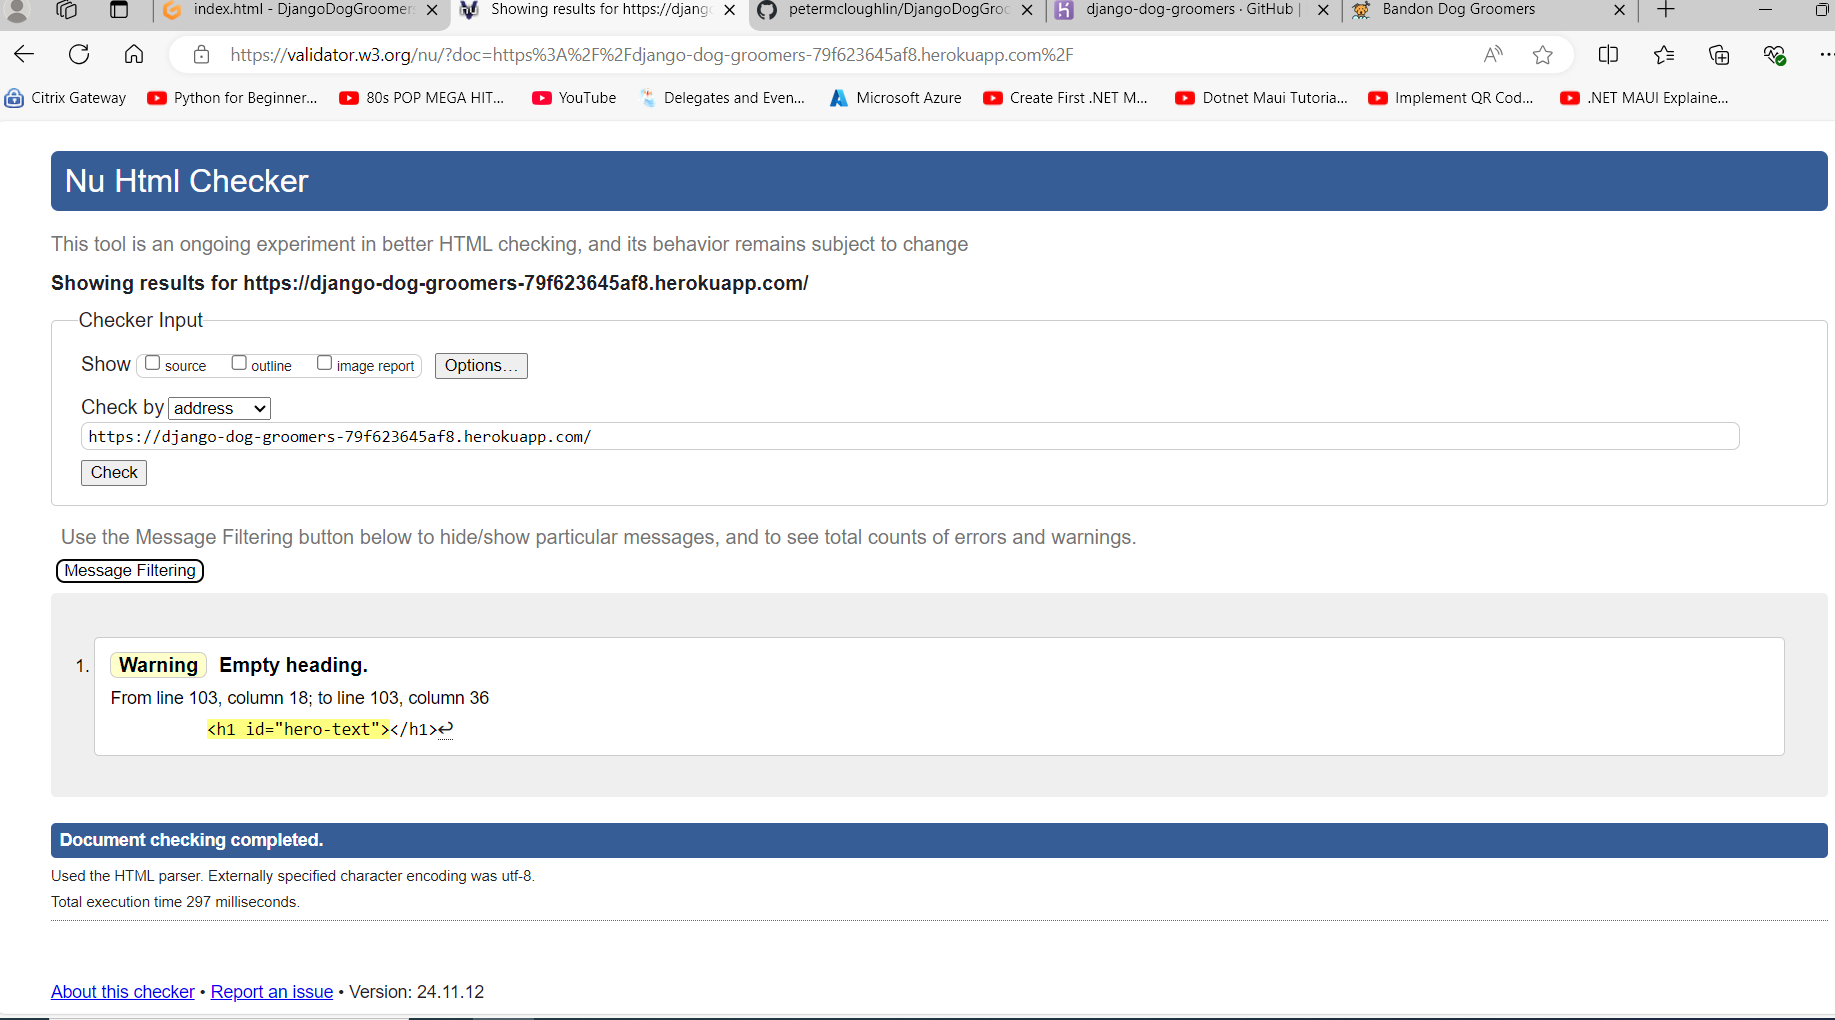 index.html - DjangoDogGroomer
Showing results for https://djang
petermcloughlin/DjangoDogGroo
django-dog-groomers · GitHub |
Bandon Dog Groomers
https://validator.w3.org/nu/?doc=https%3A%2F%2Fdjango-dog-groomers-79f623645af8.herokuapp.com%2F
Citrix Gateway
Python for Beginner...
80s POP MEGA HIT...
YouTube
Delegates and Even...
Microsoft Azure
Create First .NET M...
Dotnet Maui Tutoria...
Implement QR Cod...
.NET MAUI Explaine...
Nu Html Checker
This tool is an ongoing experiment in better HTML checking, and its behavior remains subject to change
Showing results for https://django-dog-groomers-79f623645af8.herokuapp.com/
Checker Input
Show source outline image report Options...
Check by address
https://django-dog-groomers-79f623645af8.herokuapp.com/
Check
Use the Message Filtering button below to hide/show particular messages, and to see total counts of errors and warnings.
Message Filtering
1. Warning Empty heading.
From line 103, column 18; to line 103, column 36
<h1 id="hero-text"></h1>↩
Document checking completed.
Used the HTML parser. Externally specified character encoding was utf-8.
Total execution time 297 milliseconds.
About this checker • Report an issue • Version: 24.11.12